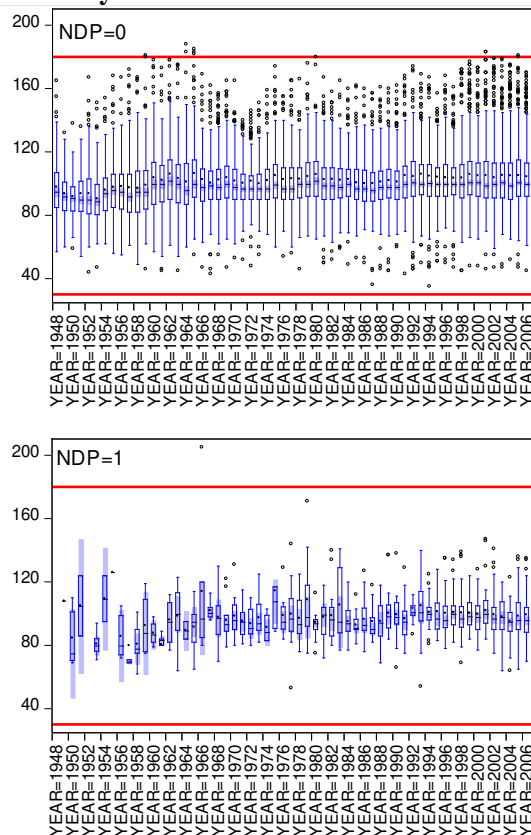 NDP=0
200
160
120
80
40
YEAR=1948
YEAR=1950
YEAR=1952
YEAR=1954
YEAR=1956
YEAR=1958
YEAR=1960
YEAR=1962
YEAR=1964
YEAR=1966
YEAR=1968
YEAR=1970
YEAR=1972
YEAR=1974
YEAR=1976
YEAR=1978
YEAR=1980
YEAR=1982
YEAR=1984
YEAR=1986
YEAR=1988
YEAR=1990
YEAR=1992
YEAR=1994
YEAR=1996
YEAR=1998
YEAR=2000
YEAR=2002
YEAR=2004
YEAR=2006
NDP=1
200
160
120
80
40
YEAR=1948
YEAR=1950
YEAR=1952
YEAR=1954
YEAR=1956
YEAR=1958
YEAR=1960
YEAR=1962
YEAR=1964
YEAR=1966
YEAR=1968
YEAR=1970
YEAR=1972
YEAR=1974
YEAR=1976
YEAR=1978
YEAR=1980
YEAR=1982
YEAR=1984
YEAR=1986
YEAR=1988
YEAR=1990
YEAR=1992
YEAR=1994
YEAR=1996
YEAR=1998
YEAR=2000
YEAR=2002
YEAR=2004
YEAR=2006